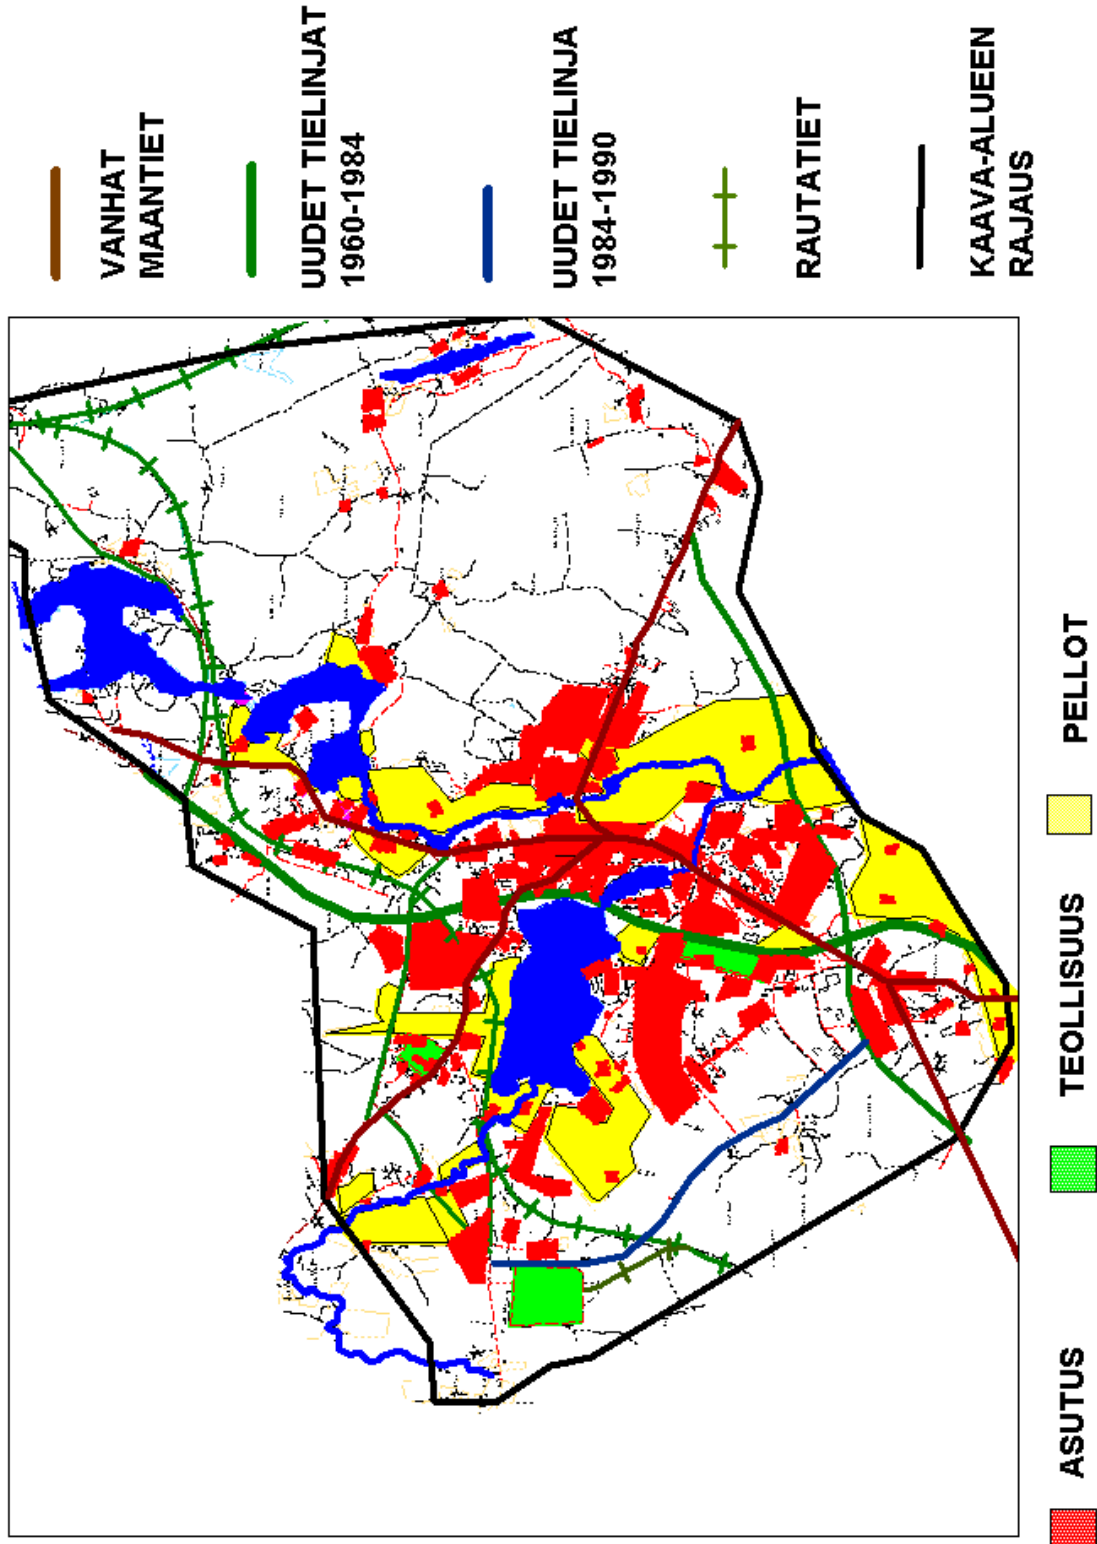 VANHAT
MAANTIET
UUDET TIELINJAT
1960-1984
UUDET TIELINJA
1984-1990
RAUTATIET
KAAVA-ALUEEN
RAJAUS
ASUTUS
TEOLLISUUS
PELLOT